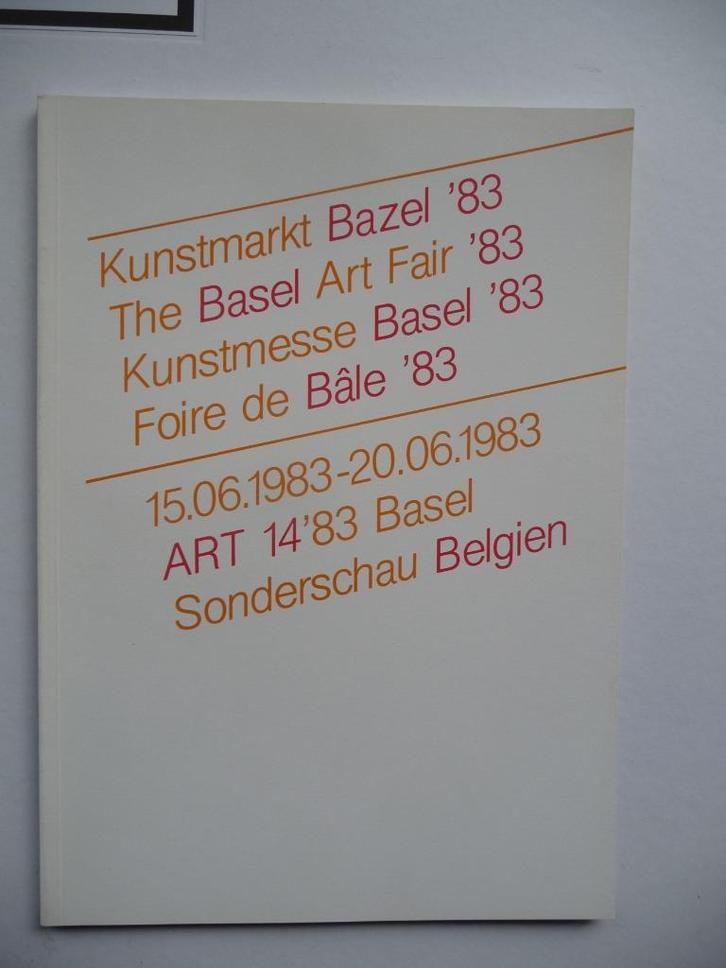 Kunstmarkt Bazel '83
The Basel Art Fair '83
Kunstmesse Basel '83
Foire de Bâle '83
15.06.1983-20.06.1983
ART 14'83 Basel
Sonderschau Belgien